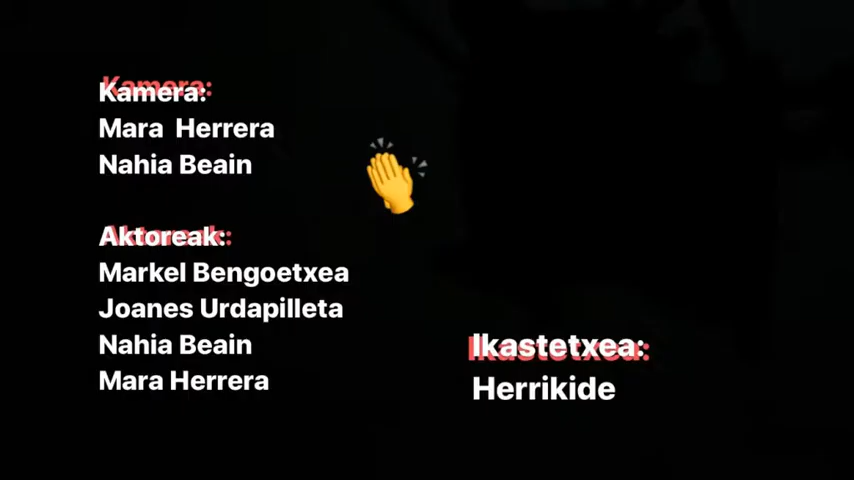 Kamera:
Mara Herrera
Nahia Beain
Aktoreak:
Markel Bengoetxea
Joanes Urdapilleta
Nahia Beain
Mara Herrera
Ikastetxea:
Herrikide